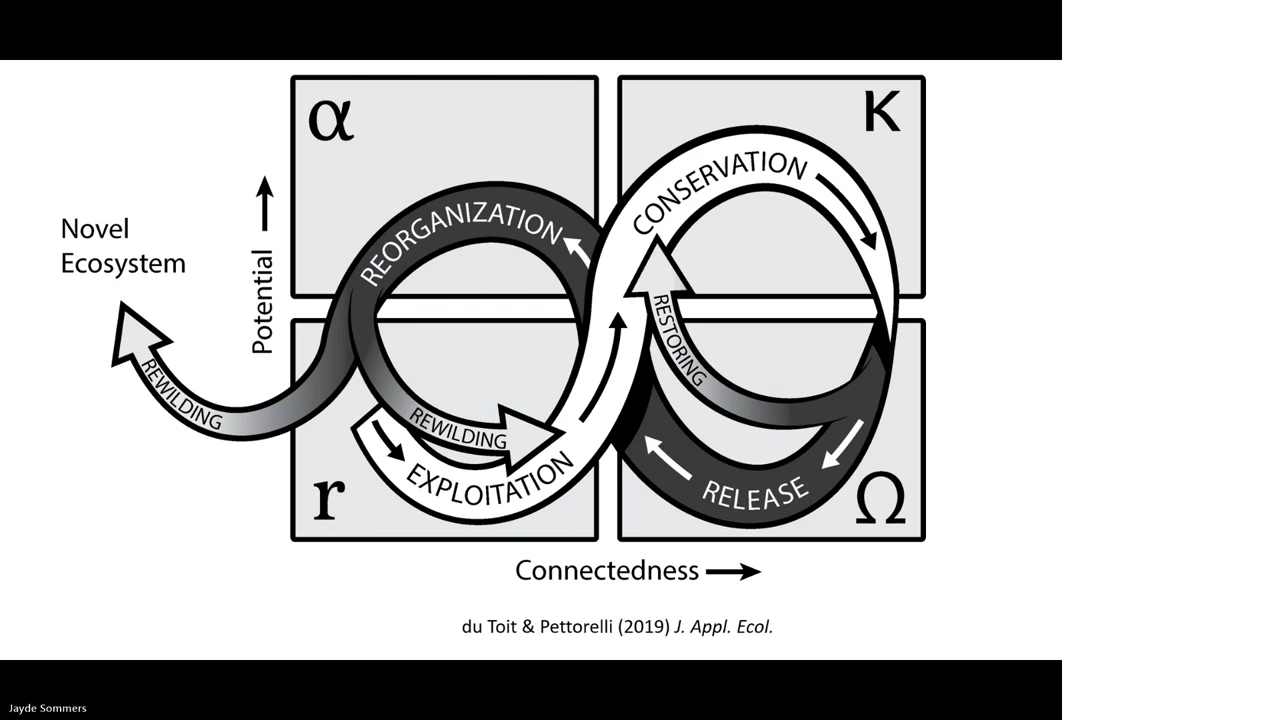 α
K
CONSERVATION
REORGANIZATION
Novel
Ecosystem
Potential
RESTORING
REWILDING
REWILDING
EXPLOITATION
RELEASE
r
Ω
Connectedness
du Toit & Pettorelli (2019) J. Appl. Ecol.
Jayde Sommers